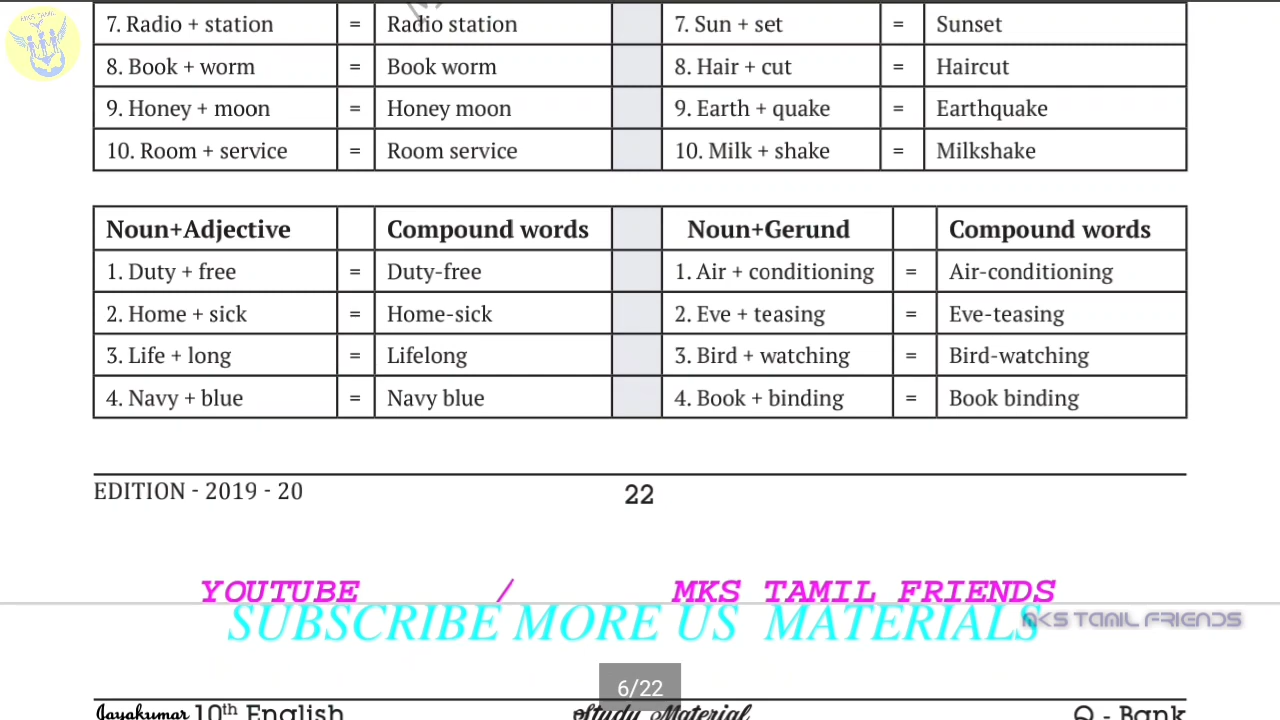 MKS TAMIL
7. Radio + station = Radio station 7. Sun + set = Sunset
8. Book + worm = Book worm 8. Hair + cut = Haircut
9. Honey + moon = Honey moon 9. Earth + quake = Earthquake
10. Room + service = Room service 10. Milk + shake = Milkshake
Noun+Adjective Compound words Noun+Gerund Compound words
1. Duty + free = Duty-free 1. Air + conditioning = Air-conditioning
2. Home + sick = Home-sick 2. Eve + teasing = Eve-teasing
3. Life + long = Lifelong 3. Bird + watching = Bird-watching
4. Navy + blue = Navy blue 4. Book + binding = Book binding
EDITION - 2019 - 20 22
YOUTUBE / MKS TAMIL FRIENDS
SUBSCRIBE MORE US MATERIALS
MKS TAMIL FRIENDS
6/22
Jayakumar 10th English Study Material Q - Bank